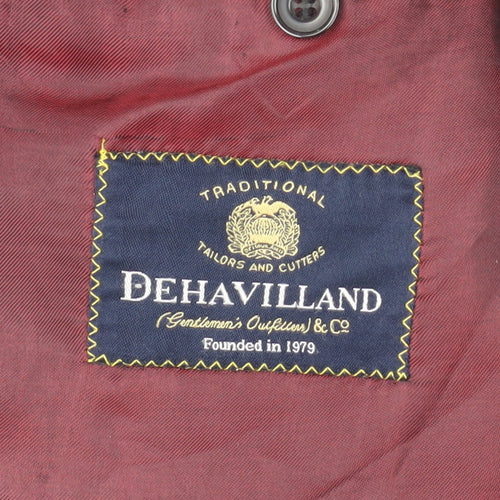 TRADITIONAL
TAILORS AND CUTTERS
DEHAVILLAND
(Gentlemen's Outfitters) & Co
Founded in 1979